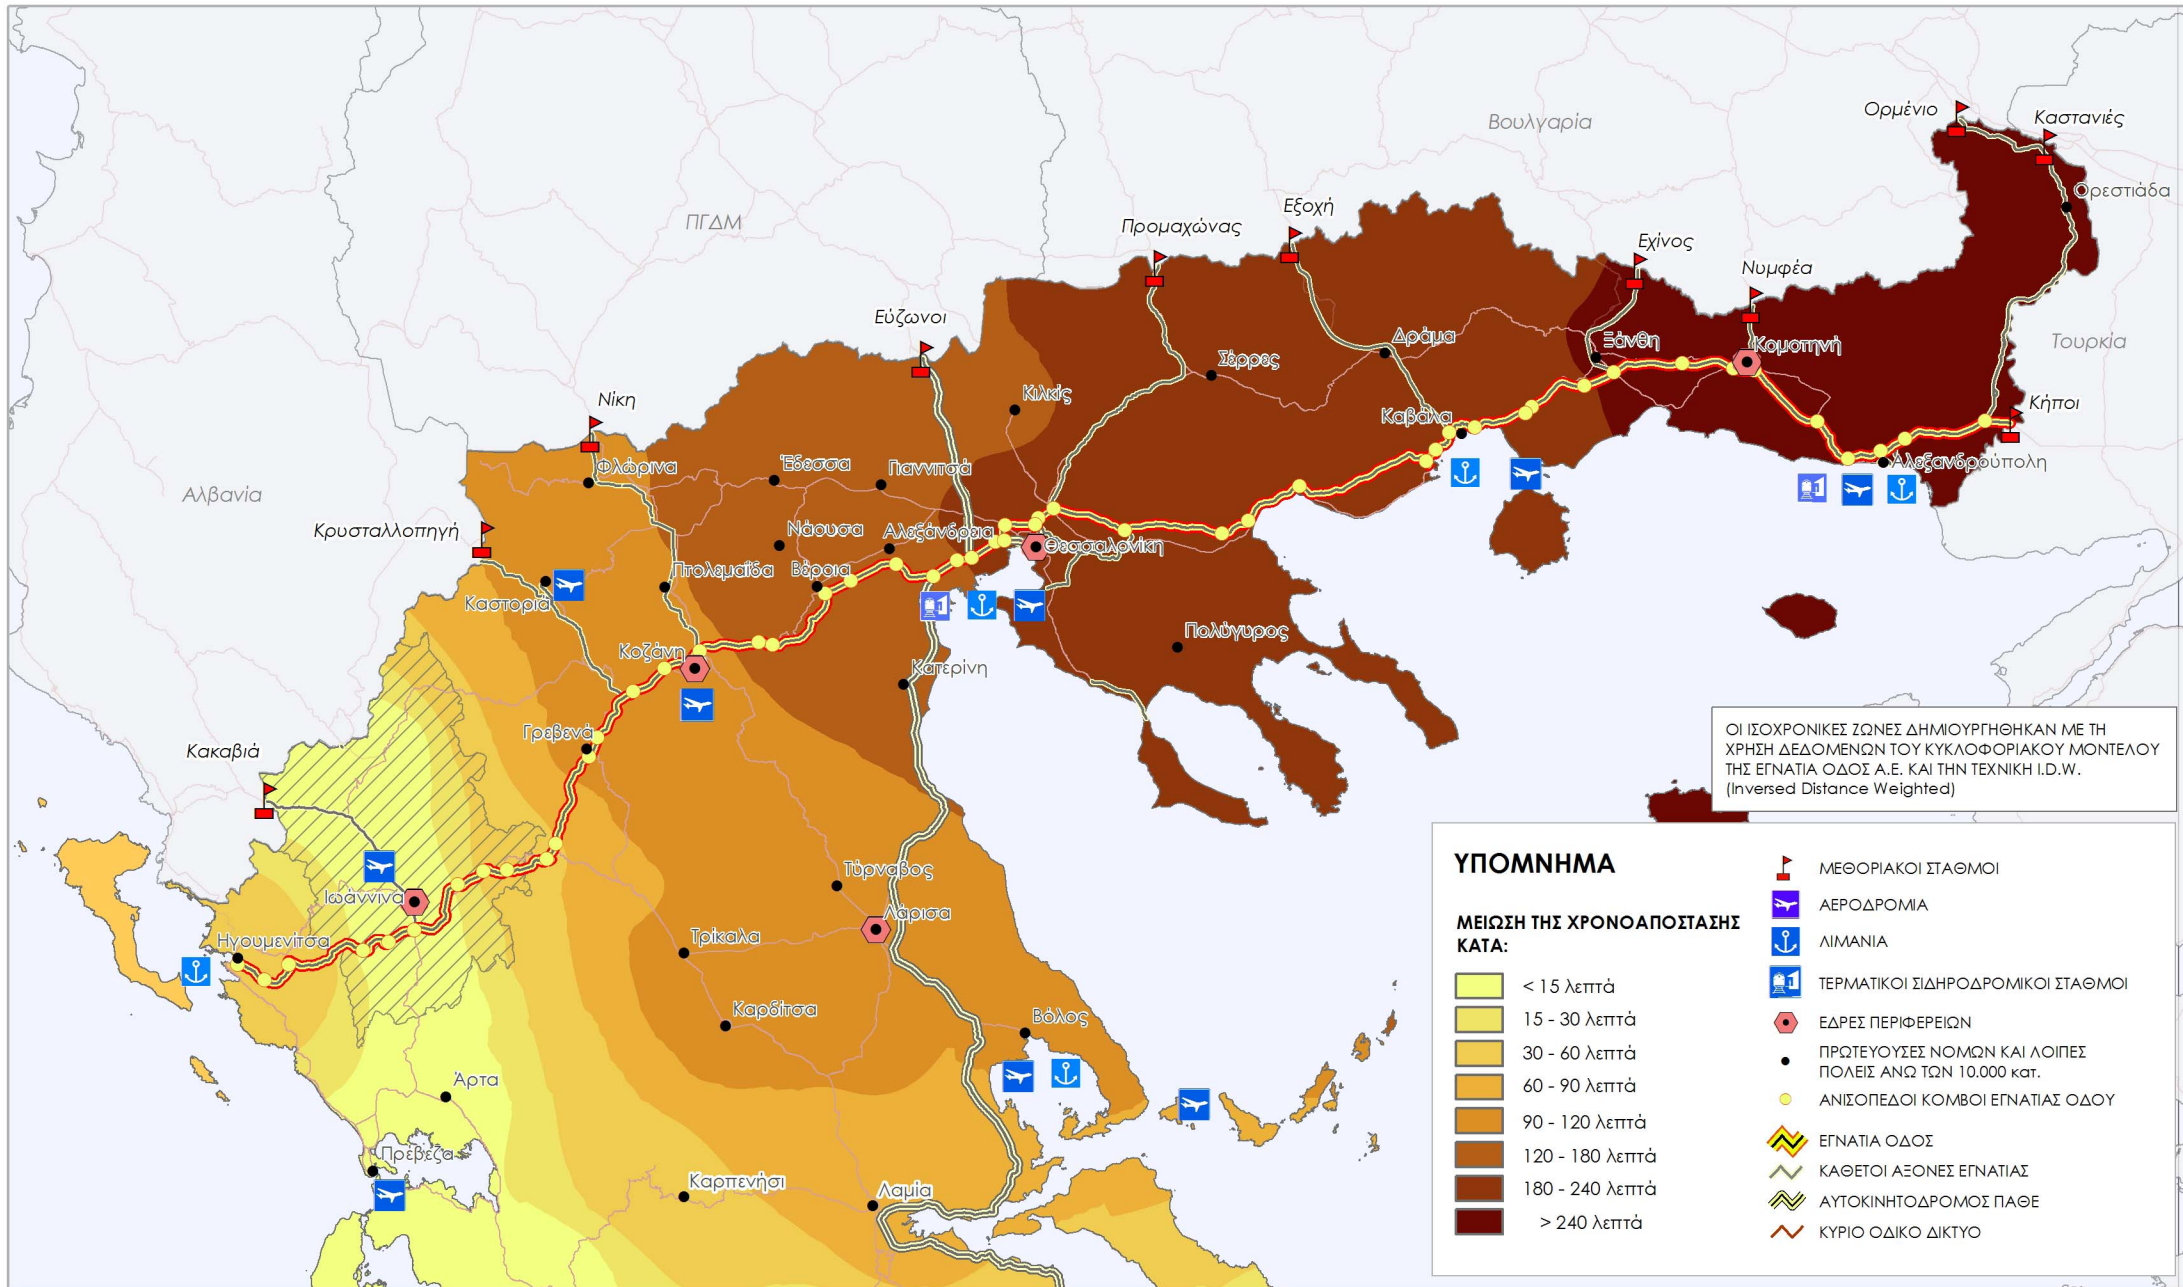 Ορμένιο
Καστανιές
Βουλγαρία
Ορεστιάδα
Εξοχή
ΠΓΔΜ
Προμαχώνας
Εχίνος
Νυμφέα
Εύζωνοι
Δράμα
Ξάνθη
Κομοτηνή
Τουρκία
Σέρρες
Κιλκίς
Νίκη
Καβάλα
Κήποι
Φλώρινα
Έδεσσα
Γιαννιτσά
Αλεξανδρούπολη
Αλβανία
Κρυσταλλοπηγή
Νάουσα
Αλεξάνδρεια
Θεσσαλονίκη
Πτολεμαΐδα
Βέροια
Καστοριά
Πολύγυρος
Κοζάνη
Κατερίνη
Γρεβενά
Κακαβιά
ΟΙ ΙΣΟΧΡΟΝΙΚΕΣ ΖΩΝΕΣ ΔΗΜΙΟΥΡΓΗΘΗΚΑΝ ΜΕ ΤΗ
ΧΡΗΣΗ ΔΕΔΟΜΕΝΩΝ ΤΟΥ ΚΥΚΛΟΦΟΡΙΑΚΟΥ ΜΟΝΤΕΛΟΥ
ΤΗΣ ΕΓΝΑΤΙΑ ΟΔΟΣ Α.Ε. ΚΑΙ ΤΗΝ ΤΕΧΝΙΚΗ I.D.W.
(Inversed Distance Weighted)
Τύρναβος
Ιωάννινα
Λάρισα
Ηγουμενίτσα
Τρίκαλα
Καρδίτσα
Βόλος
Άρτα
Πρέβεζα
Καρπενήσι
Λαμία
ΥΠΟΜΝΗΜΑ
ΜΕΙΩΣΗ ΤΗΣ ΧΡΟΝΟΑΠΟΣΤΑΣΗΣ
ΚΑΤΑ:
< 15 λεπτά
15 - 30 λεπτά
30 - 60 λεπτά
60 - 90 λεπτά
90 - 120 λεπτά
120 - 180 λεπτά
180 - 240 λεπτά
> 240 λεπτά
ΜΕΘΟΡΙΑΚΟΙ ΣΤΑΘΜΟΙ
ΑΕΡΟΔΡΟΜΙΑ
ΛΙΜΑΝΙΑ
ΤΕΡΜΑΤΙΚΟΙ ΣΙΔΗΡΟΔΡΟΜΙΚΟΙ ΣΤΑΘΜΟΙ
ΕΔΡΕΣ ΠΕΡΙΦΕΡΕΙΩΝ
ΠΡΩΤΕΥΟΥΣΕΣ ΝΟΜΩΝ ΚΑΙ ΛΟΙΠΕΣ
ΠΟΛΕΙΣ ΑΝΩ ΤΩΝ 10.000 κατ.
ΑΝΙΣΟΠΕΔΟΙ ΚΟΜΒΟΙ ΕΓΝΑΤΙΑΣ ΟΔΟΥ
ΕΓΝΑΤΙΑ ΟΔΟΣ
ΚΑΘΕΤΟΙ ΑΞΟΝΕΣ ΕΓΝΑΤΙΑΣ
ΑΥΤΟΚΙΝΗΤΟΔΡΟΜΟΣ ΠΑΘΕ
ΚΥΡΙΟ ΟΔΙΚΟ ΔΙΚΤΥΟ